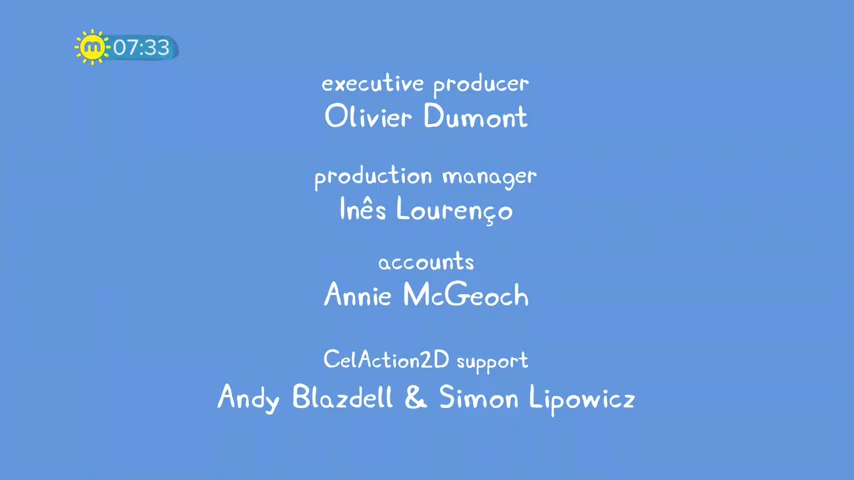 m 07:33
executive producer
Olivier Dumont
production manager
Inês Lourenço
accounts
Annie McGeoch
CelAction2D support
Andy Blazdell & Simon Lipowicz